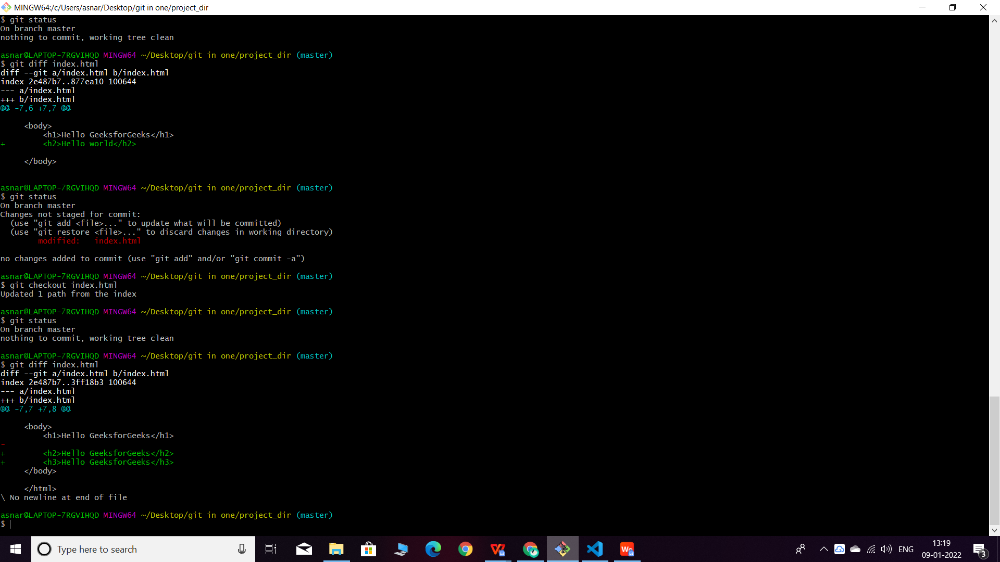 MINGW64:/c/Users/asnar/Desktop/git in one/project_dir
$ git status
On branch master
nothing to commit, working tree clean
asnar@LAPTOP-7RGVIHQD MINGW64 ~/Desktop/git in one/project_dir (master)
$ git diff index.html
diff --git a/index.html b/index.html
index 2e487b7..877ea10 100644
--- a/index.html
+++ b/index.html
@@ -7,6 +7,7 @@
<body>
<h1>Hello GeeksforGeeks</h1>
+ <h2>Hello world</h2>
</body>
asnar@LAPTOP-7RGVIHQD MINGW64 ~/Desktop/git in one/project_dir (master)
$ git status
On branch master
Changes not staged for commit:
(use "git add <file>..." to update what will be committed)
(use "git restore <file>..." to discard changes in working directory)
modified: index.html
no changes added to commit (use "git add" and/or "git commit -a")
asnar@LAPTOP-7RGVIHQD MINGW64 ~/Desktop/git in one/project_dir (master)
$ git checkout index.html
Updated 1 path from the index
asnar@LAPTOP-7RGVIHQD MINGW64 ~/Desktop/git in one/project_dir (master)
$ git status
On branch master
nothing to commit, working tree clean
asnar@LAPTOP-7RGVIHQD MINGW64 ~/Desktop/git in one/project_dir (master)
$ git diff index.html
diff --git a/index.html b/index.html
index 2e487b7..3ff18b3 100644
--- a/index.html
+++ b/index.html
@@ -7,7 +7,8 @@
<body>
<h1>Hello GeeksforGeeks</h1>
-
+ <h2>Hello GeeksforGeeks</h2>
+ <h3>Hello GeeksforGeeks</h3>
</body>
</html>
\ No newline at end of file
asnar@LAPTOP-7RGVIHQD MINGW64 ~/Desktop/git in one/project_dir (master)
$
Type here to search
ENG
13:19
09-01-2022
3